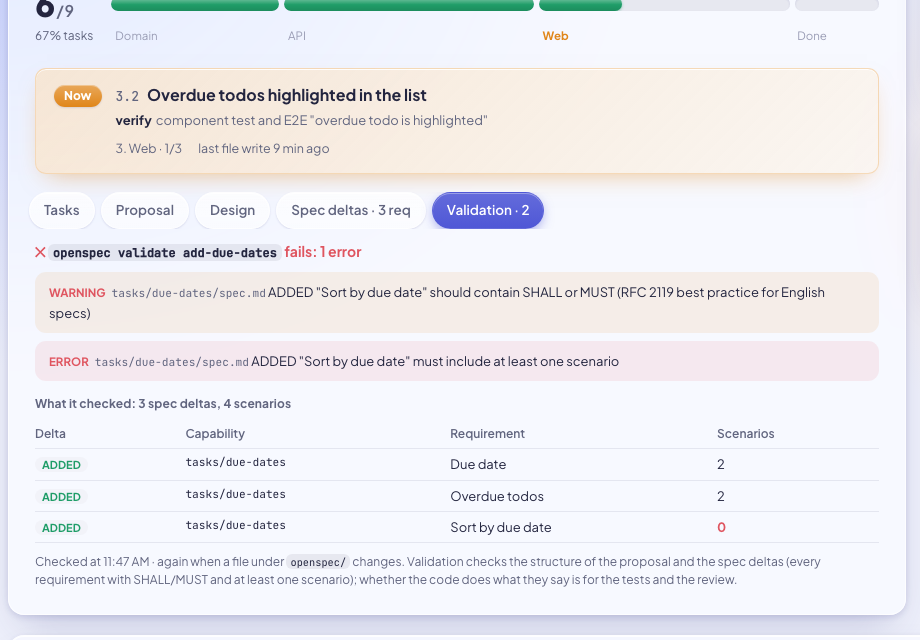 6/9
67% tasks Domain API Web Done
Now 3.2 Overdue todos highlighted in the list
verify component test and E2E "overdue todo is highlighted"
3. Web · 1/3 last file write 9 min ago
Tasks Proposal Design Spec deltas · 3 req Validation · 2
✕ openspec validate add-due-dates fails: 1 error
WARNING tasks/due-dates/spec.md ADDED "Sort by due date" should contain SHALL or MUST (RFC 2119 best practice for English
specs)
ERROR tasks/due-dates/spec.md ADDED "Sort by due date" must include at least one scenario
What it checked: 3 spec deltas, 4 scenarios
Delta Capability Requirement Scenarios
ADDED tasks/due-dates Due date 2
ADDED tasks/due-dates Overdue todos 2
ADDED tasks/due-dates Sort by due date 0
Checked at 11:47 AM · again when a file under openspec/ changes. Validation checks the structure of the proposal and the spec deltas (every
requirement with SHALL/MUST and at least one scenario); whether the code does what they say is for the tests and the review.